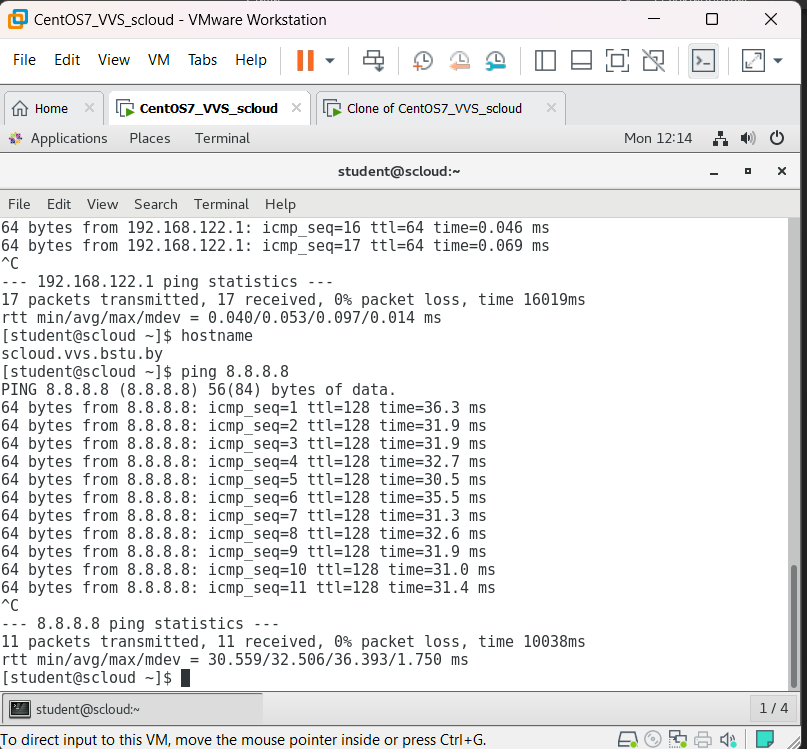 CentOS7_VVS_scloud - VMware Workstation
File Edit View VM Tabs Help
Home CentOS7_VVS_scloud Clone of CentOS7_VVS_scloud
Applications Places Terminal Mon 12:14
student@scloud:~
File Edit View Search Terminal Help
64 bytes from 192.168.122.1: icmp_seq=16 ttl=64 time=0.046 ms
64 bytes from 192.168.122.1: icmp_seq=17 ttl=64 time=0.069 ms
^C
--- 192.168.122.1 ping statistics ---
17 packets transmitted, 17 received, 0% packet loss, time 16019ms
rtt min/avg/max/mdev = 0.040/0.053/0.097/0.014 ms
[student@scloud ~]$ hostname
scloud.vvs.bstu.by
[student@scloud ~]$ ping 8.8.8.8
PING 8.8.8.8 (8.8.8.8) 56(84) bytes of data.
64 bytes from 8.8.8.8: icmp_seq=1 ttl=128 time=36.3 ms
64 bytes from 8.8.8.8: icmp_seq=2 ttl=128 time=31.9 ms
64 bytes from 8.8.8.8: icmp_seq=3 ttl=128 time=31.9 ms
64 bytes from 8.8.8.8: icmp_seq=4 ttl=128 time=32.7 ms
64 bytes from 8.8.8.8: icmp_seq=5 ttl=128 time=30.5 ms
64 bytes from 8.8.8.8: icmp_seq=6 ttl=128 time=35.5 ms
64 bytes from 8.8.8.8: icmp_seq=7 ttl=128 time=31.3 ms
64 bytes from 8.8.8.8: icmp_seq=8 ttl=128 time=32.6 ms
64 bytes from 8.8.8.8: icmp_seq=9 ttl=128 time=31.9 ms
64 bytes from 8.8.8.8: icmp_seq=10 ttl=128 time=31.0 ms
64 bytes from 8.8.8.8: icmp_seq=11 ttl=128 time=31.4 ms
^C
--- 8.8.8.8 ping statistics ---
11 packets transmitted, 11 received, 0% packet loss, time 10038ms
rtt min/avg/max/mdev = 30.559/32.506/36.393/1.750 ms
[student@scloud ~]$
student@scloud:~ 1 / 4
To direct input to this VM, move the mouse pointer inside or press Ctrl+G.